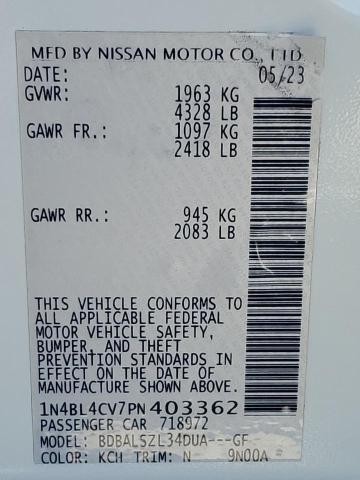 MFD BY NISSAN MOTOR CO., LTD.
DATE: 05/23
GVWR: 1963 KG
4328 LB
GAWR FR.: 1097 KG
2418 LB
GAWR RR.: 945 KG
2083 LB
THIS VEHICLE CONFORMS TO
ALL APPLICABLE FEDERAL
MOTOR VEHICLE SAFETY,
BUMPER, AND THEFT
PREVENTION STANDARDS
IN EFFECT ON THE DATE OF
MANUFACTURE SHOWN ABOVE.
1N4BL4CV7PN403362
PASSENGER CAR 718972
MODEL: BDBALSZL34DUA---GF
COLOR: KCH TRIM: N 9N00A